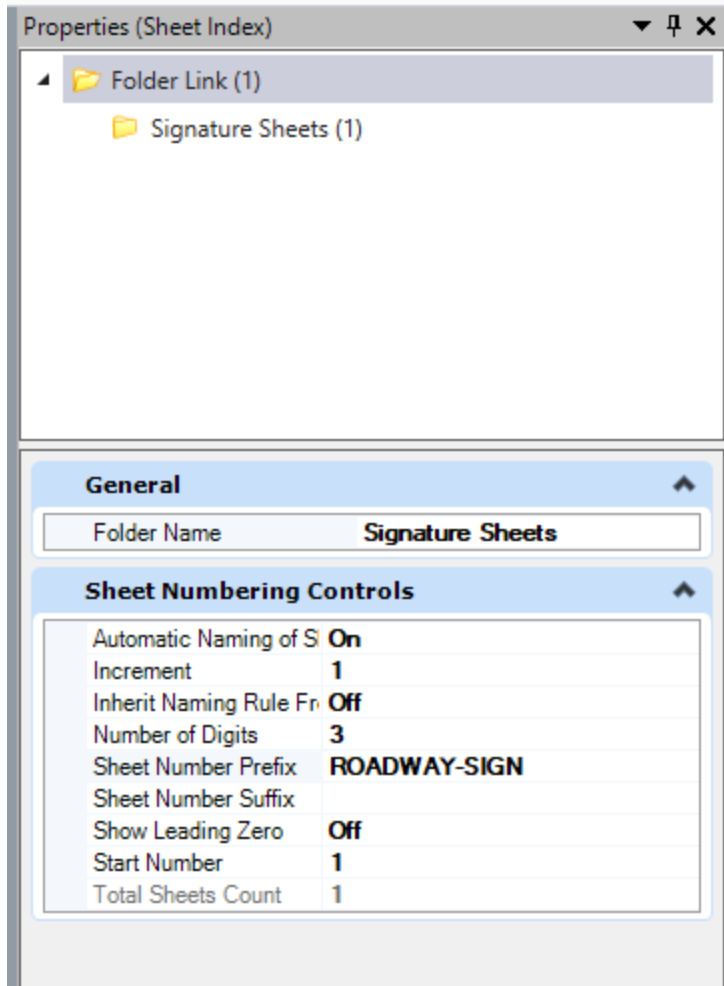 Properties (Sheet Index)
Folder Link (1)
Signature Sheets (1)
General
Folder Name Signature Sheets
Sheet Numbering Controls
Automatic Naming of S On
Increment 1
Inherit Naming Rule Fr Off
Number of Digits 3
Sheet Number Prefix ROADWAY-SIGN
Sheet Number Suffix
Show Leading Zero Off
Start Number 1
Total Sheets Count 1